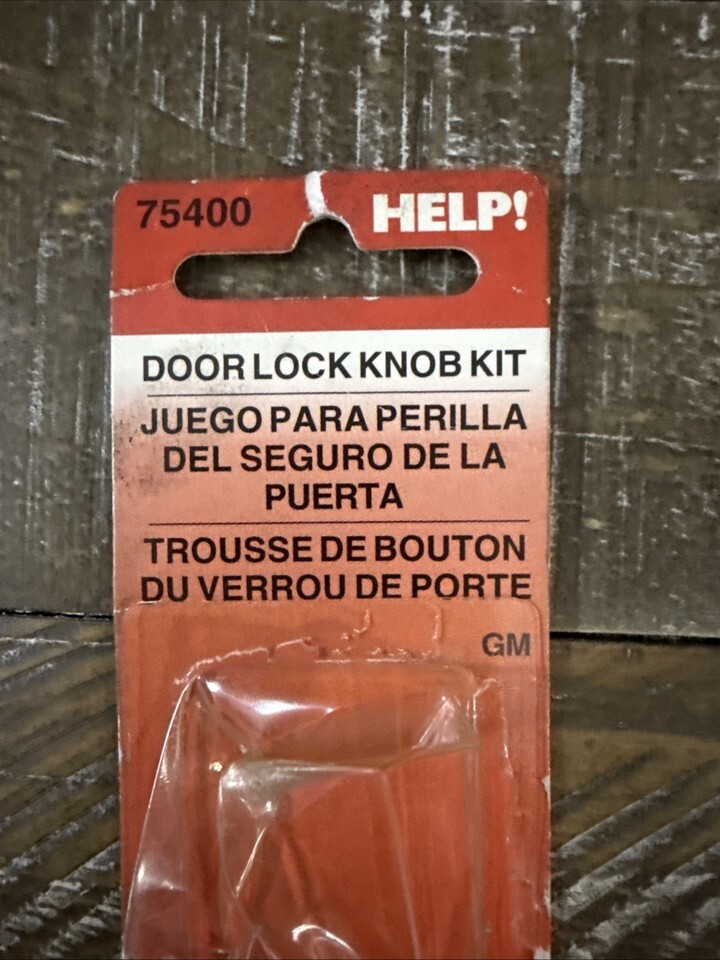 75400
HELP!
DOOR LOCK KNOB KIT
JUEGO PARA PERILLA
DEL SEGURO DE LA
PUERTA
TROUSSE DE BOUTON
DU VERROU DE PORTE
GM